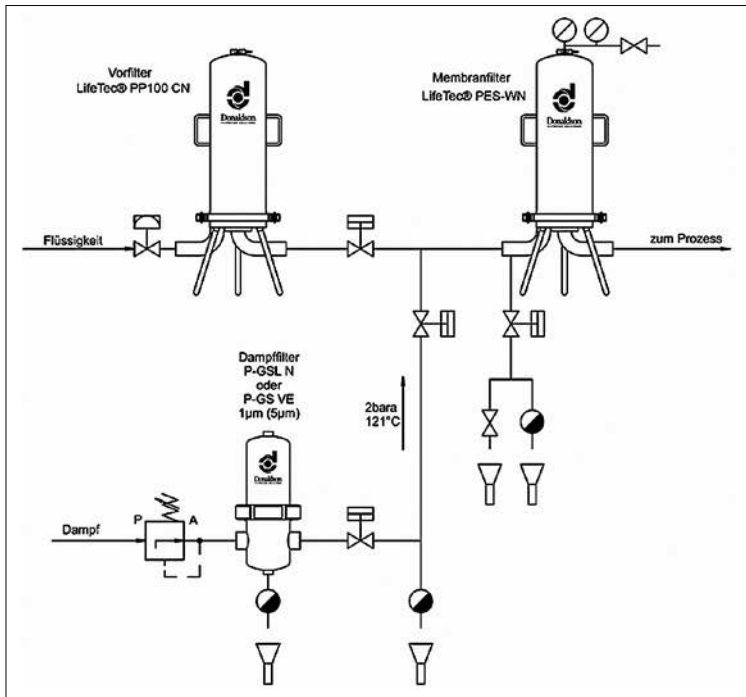 Vorfilter
LifeTec® PP100 CN
Donaldson
Membranfilter
LifeTec® PES-WN
Donaldson
Flüssigkeit
zum Prozess
Dampffilter
P-GSL N
oder
P-GS VE
1µm (5µm)
Donaldson
2bara
121°C
P
A
Dampf